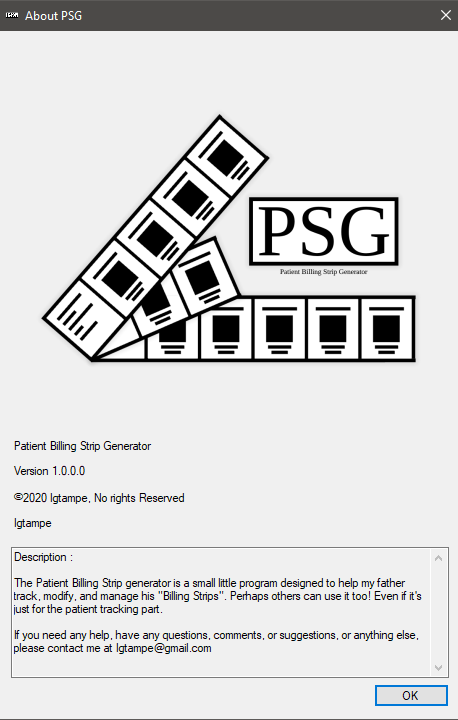 About PSG
PSG
Patient Billing Strip Generator
Patient Billing Strip Generator
Version 1.0.0.0
©2020 Igtampe, No rights Reserved
Igtampe
Description :
The Patient Billing Strip generator is a small little program designed to help my father
track, modify, and manage his "Billing Strips". Perhaps others can use it too! Even if it's
just for the patient tracking part.
If you need any help, have any questions, comments, or suggestions, or anything else,
please contact me at Igtampe@gmail.com
OK